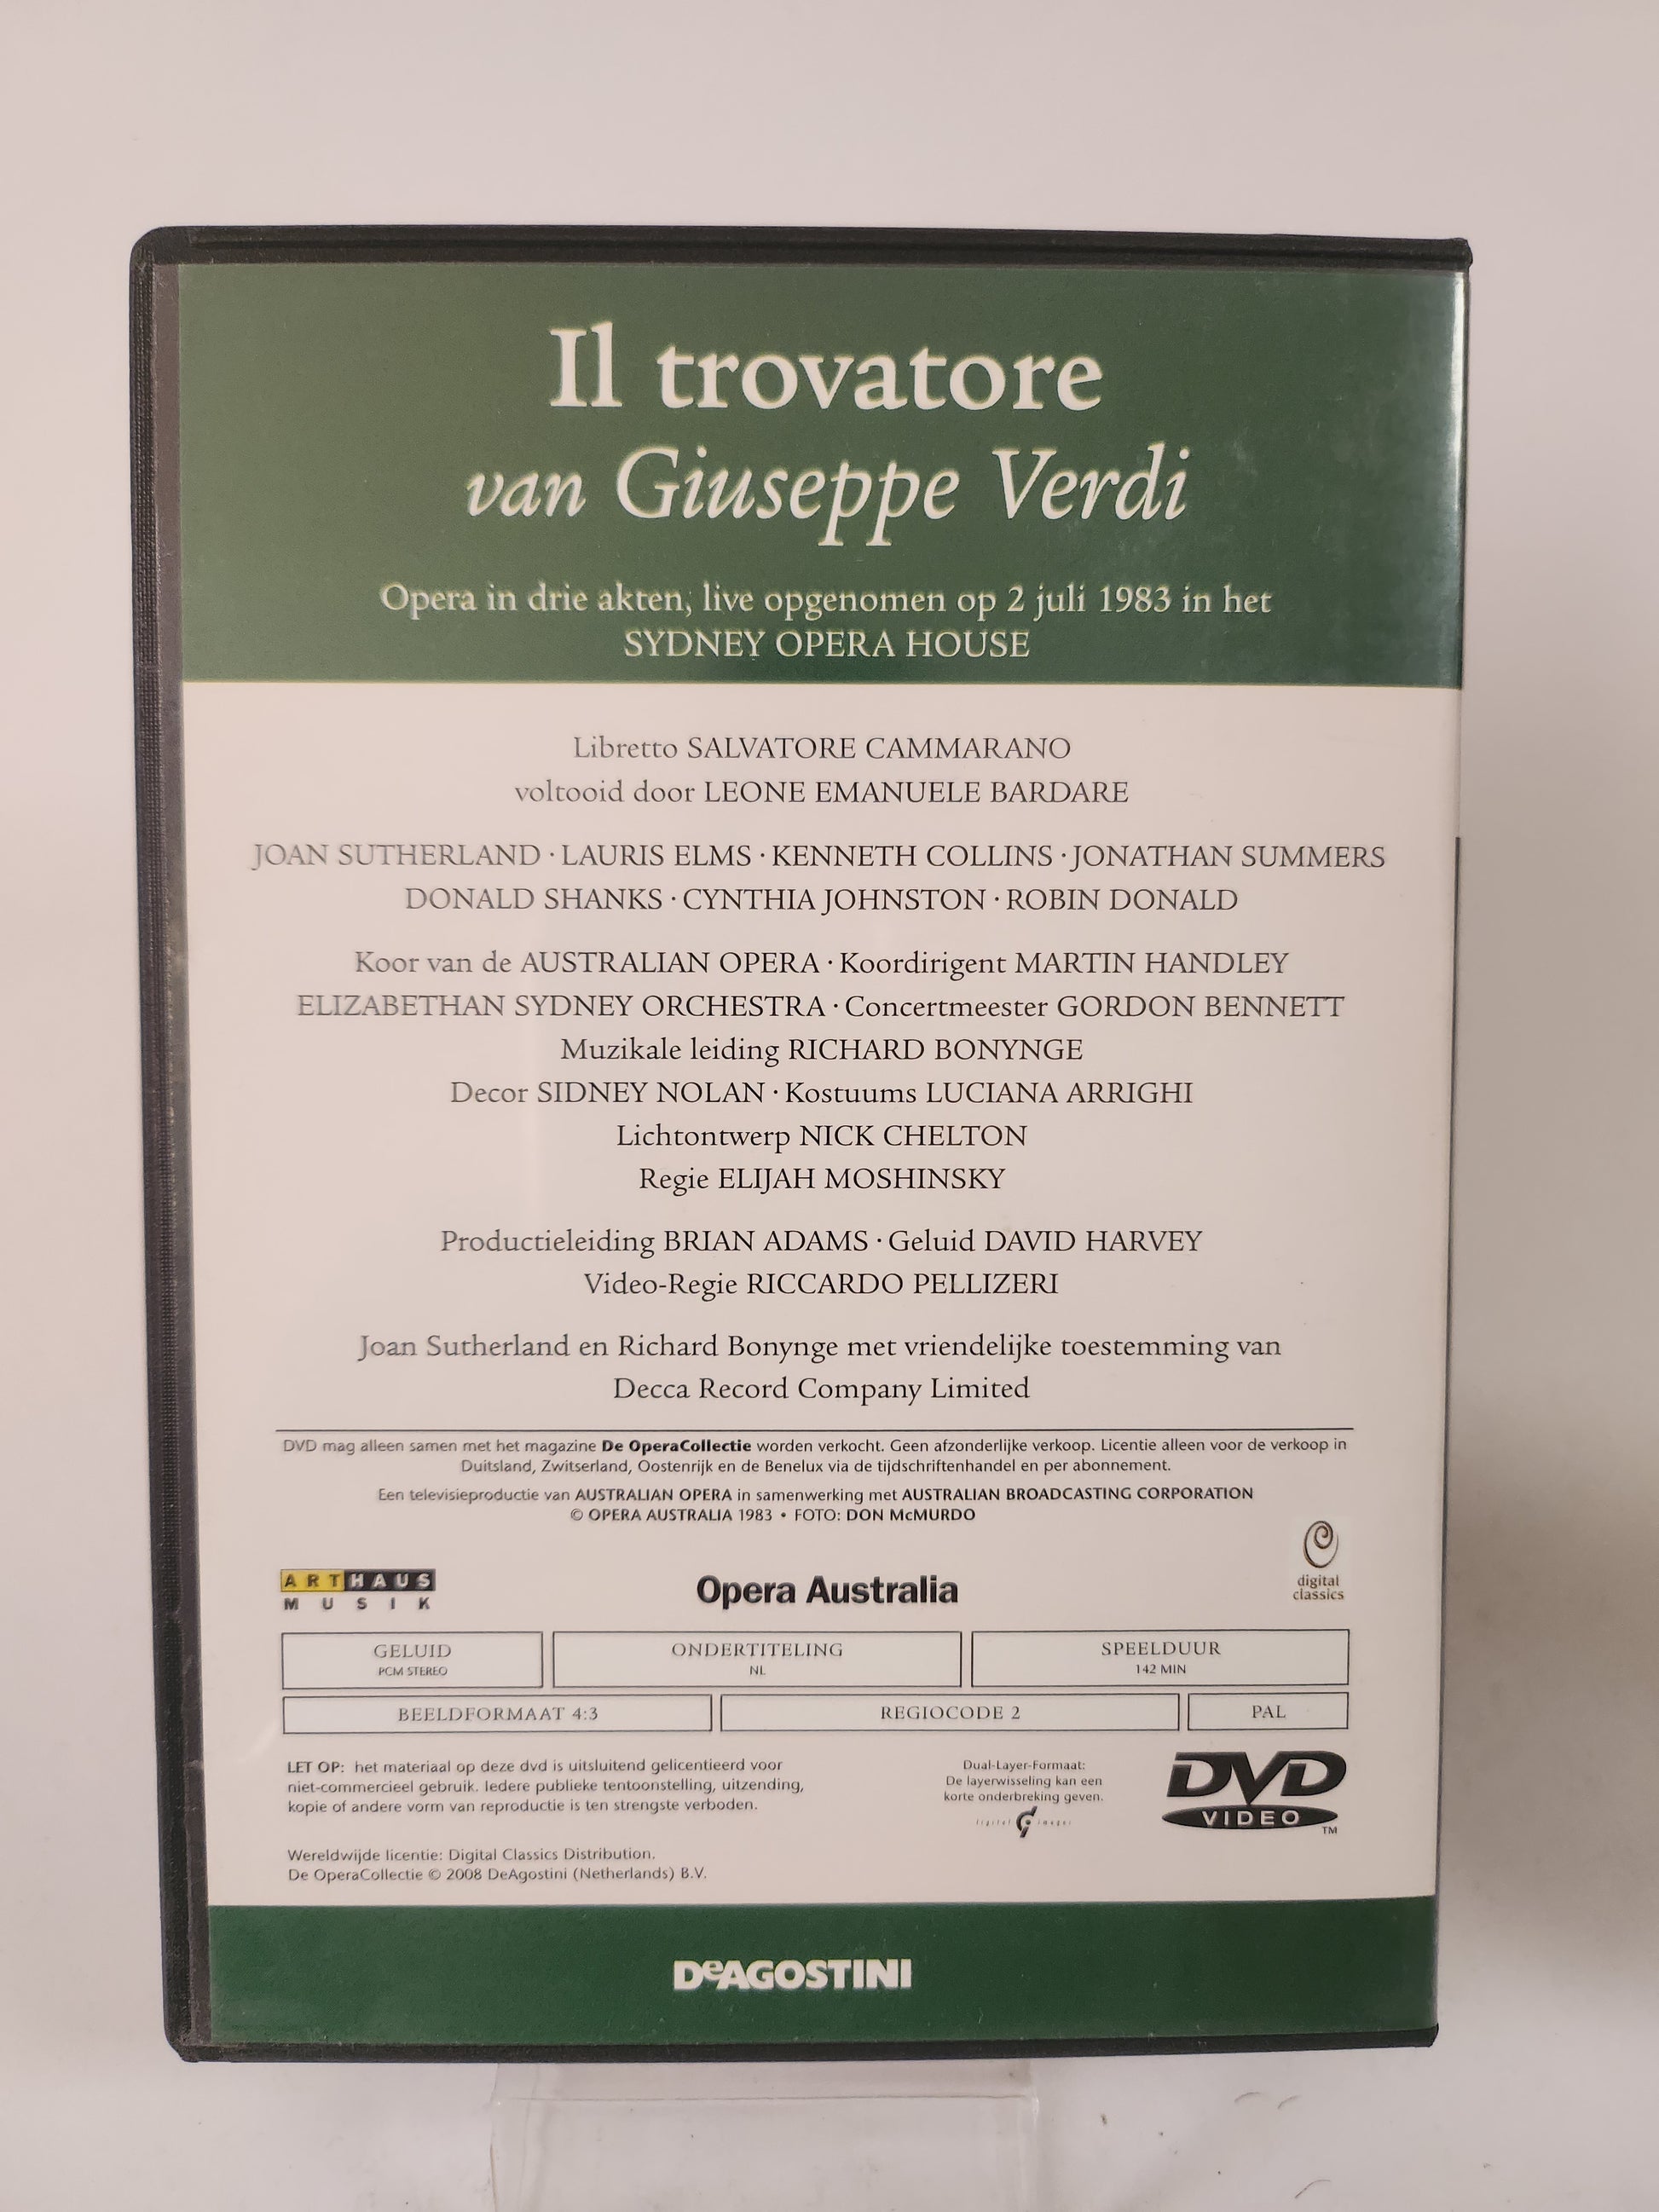 Il trovatore
van Giuseppe Verdi
Opera in drie akten, live opgenomen op 2 juli 1983 in het
SYDNEY OPERA HOUSE
Libretto SALVATORE CAMMARANO
voltooid door LEONE EMANUELE BARDARE
JOAN SUTHERLAND · LAURIS ELMS · KENNETH COLLINS · JONATHAN SUMMERS
DONALD SHANKS · CYNTHIA JOHNSTON · ROBIN DONALD
Koor van de AUSTRALIAN OPERA · Koordirigent MARTIN HANDLEY
ELIZABETHAN SYDNEY ORCHESTRA · Concertmeester GORDON BENNETT
Muzikale leiding RICHARD BONYNGE
Decor SIDNEY NOLAN · Kostuums LUCIANA ARRIGHI
Lichtontwerp NICK CHELTON
Regie ELIJAH MOSHINSKY
Productieleiding BRIAN ADAMS · Geluid DAVID HARVEY
Video-Regie RICCARDO PELLIZERI
Joan Sutherland en Richard Bonynge met vriendelijke toestemming van
Decca Record Company Limited
DVD mag alleen samen met het magazine De OperaCollectie worden verkocht. Geen afzonderlijke verkoop. Licentie alleen voor de verkoop in
Duitsland, Zwitserland, Oostenrijk en de Benelux via de tijdschriftenhandel en per abonnement.
Een televisieproductie van AUSTRALIAN OPERA in samenwerking met AUSTRALIAN BROADCASTING CORPORATION
© OPERA AUSTRALIA 1983 • FOTO: DON McMURDO
ARTHAUS
MUSIK
Opera Australia
digital
classics
GELUID
PCM STEREO
ONDERTITELING
NL
SPEELDUUR
142 MIN
BEELDFORMAAT 4:3
REGIOCODE 2
PAL
LET OP: het materiaal op deze dvd is uitsluitend gelicentieerd voor
niet-commercieel gebruik. Iedere publieke tentoonstelling, uitzending,
kopie of andere vorm van reproductie is ten strengste verboden.
Dual-Layer-Formaat:
De layerwisseling kan een
korte onderbreking geven.
digital images
DVD
VIDEO
TM
Wereldwijde licentie: Digital Classics Distribution.
De OperaCollectie © 2008 DeAgostini (Netherlands) B.V.
DeAGOSTINI